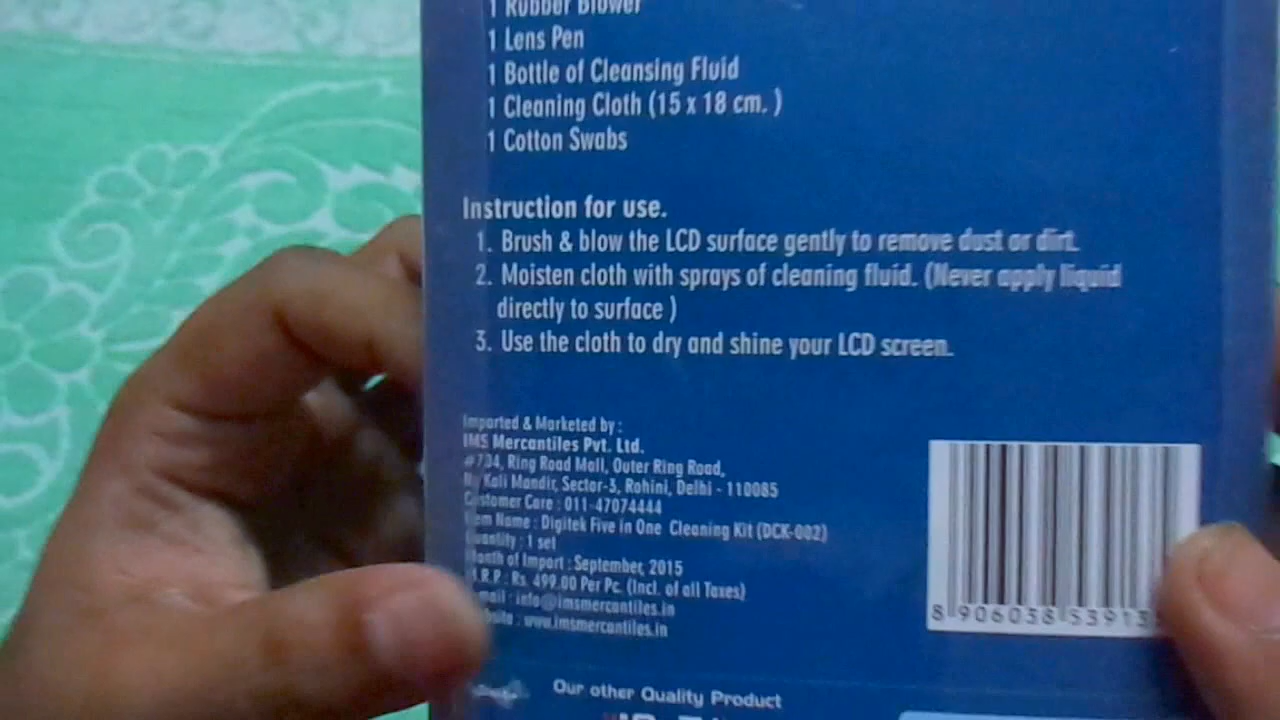 1 Rubber Blower
1 Lens Pen
1 Bottle of Cleansing Fluid
1 Cleaning Cloth (15 x 18 cm. )
1 Cotton Swabs
Instruction for use.
1. Brush & blow the LCD surface gently to remove dust or dirt.
2. Moisten cloth with sprays of cleaning fluid. (Never apply liquid
directly to surface )
3. Use the cloth to dry and shine your LCD screen.
Imported & Marketed by :
IMS Mercantiles Pvt. Ltd.
#734, Ring Road Mall, Outer Ring Road,
Kali Mandir, Sector-3, Rohini, Delhi - 110085
Customer Care : 011-47074444
Item Name : Digitek Five in One Cleaning Kit (DCK-002)
Quantity : 1 set
Month of Import : September, 2015
M.R.P. : Rs. 499.00 Per Pc. (Incl. of all Taxes)
Email : info@imsmercantiles.in
: www.imsmercantiles.in
8 906058 53913
Our other Quality Product